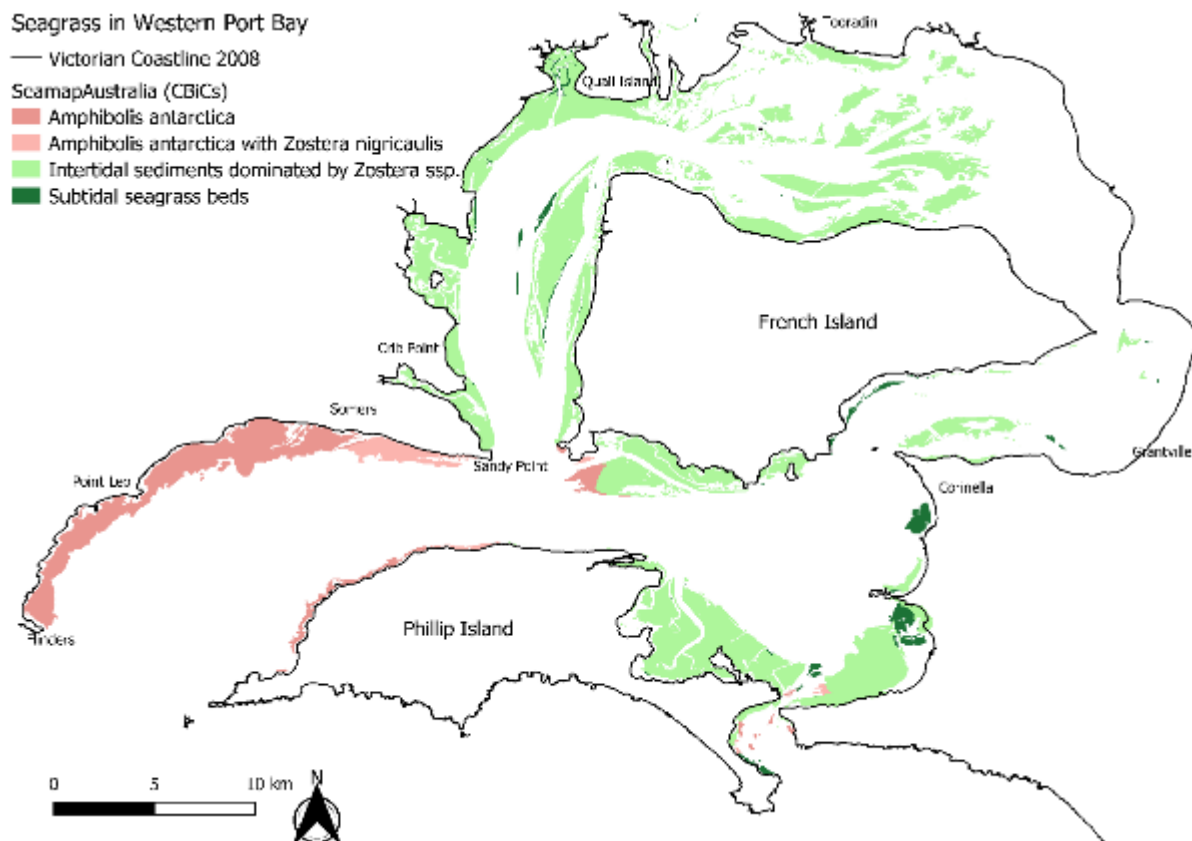 Seagrass in Western Port Bay
Victorian Coastline 2008
SeamapAustralia (CBiCs)
Amphibolis antarctica
Amphibolis antarctica with Zostera nigricaulis
Intertidal sediments dominated by Zostera ssp.
Subtidal seagrass beds
Tooradin
Quail Island
French Island
Crib Point
Somers
Sandy Point
Point Leo
Grantville
Corinella
Flinders
Phillip Island
0 5 10 km
N